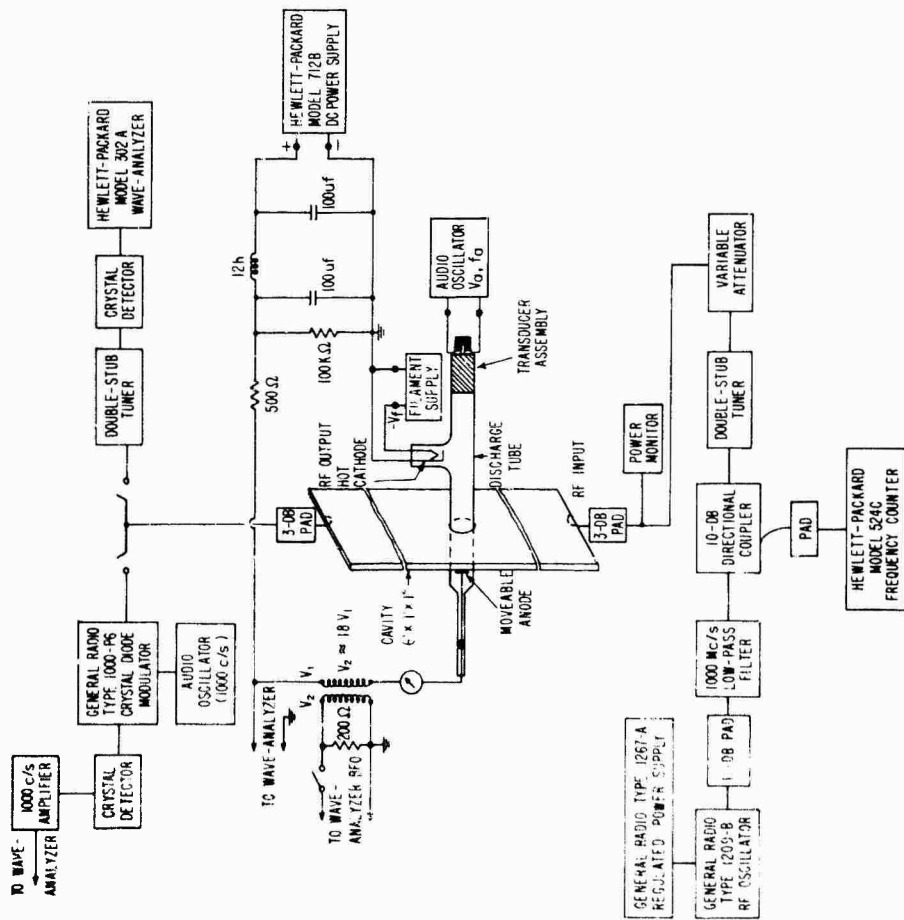 HEWLETT-PACKARD
MODEL 302 A
WAVE-ANALYZER
CRYSTAL
DETECTOR
DOUBLE-STUB
TUNER
GENERAL RADIO
TYPE 1000-P6
CRYSTAL DIODE
MODULATOR
AUDIO
OSCILLATOR
(1000 c/s)
CRYSTAL
DETECTOR
1000 c/s
AMPLIFIER
TO WAVE-
ANALYZER
HEWLETT-PACKARD
MODEL 712B
DC POWER SUPPLY
+
−
100uf
12h
100uf
100KΩ
500Ω
AUDIO
OSCILLATOR
Va, fa
TRANSDUCER
ASSEMBLY
FILAMENT
SUPPLY
-Vf
RF OUTPUT
HOT
CATHODE
DISCHARGE
TUBE
RF INPUT
3-DB
PAD
3-DB
PAD
POWER
MONITOR
CAVITY
MOVEABLE
ANODE
V1
V2
V2 ≈ 18 V1
200Ω
TO WAVE-ANALYZER
TO WAVE-
ANALYZER BFO
VARIABLE
ATTENUATOR
DOUBLE-STUB
TUNER
10-DB
DIRECTIONAL
COUPLER
PAD
HEWLETT-PACKARD
MODEL 524C
FREQUENCY COUNTER
1000 Mc/s
LOW-PASS
FILTER
DB PAD
GENERAL RADIO TYPE 1267-A
REGULATED POWER SUPPLY
GENERAL RADIO
TYPE 1209-B
RF OSCILLATOR